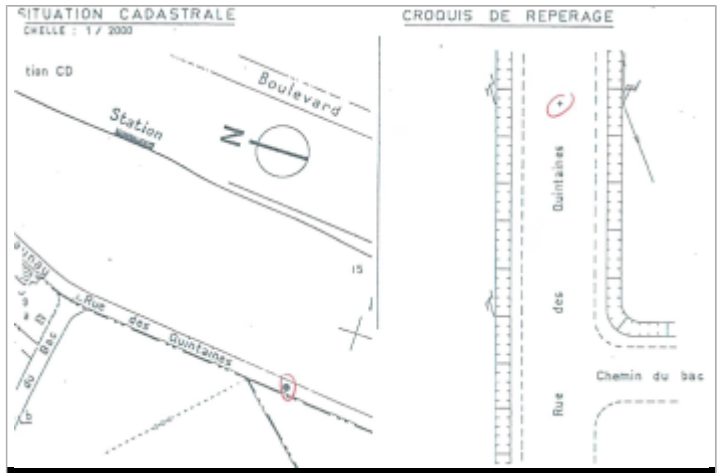 SITUATION CADASTRALE
CHELLE : 1 / 2000
tion CD
Boulevard
Station
N
15
Rue des Quintaines
du Bac
CROQUIS DE REPERAGE
Rue des Quintaines
Chemin du bac